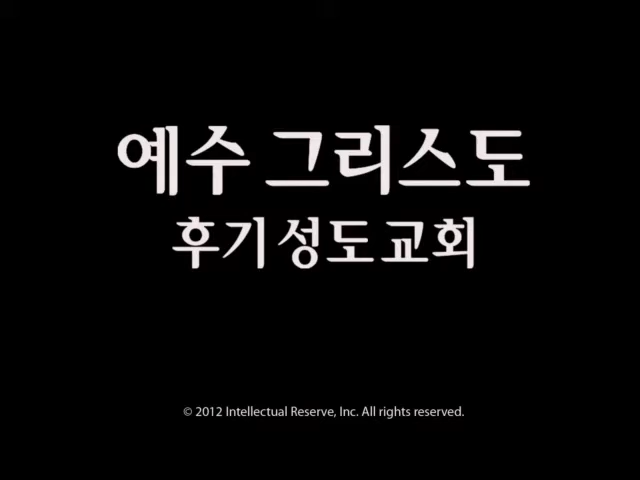 예수 그리스도
후기 성도 교회
© 2012 Intellectual Reserve, Inc. All rights reserved.